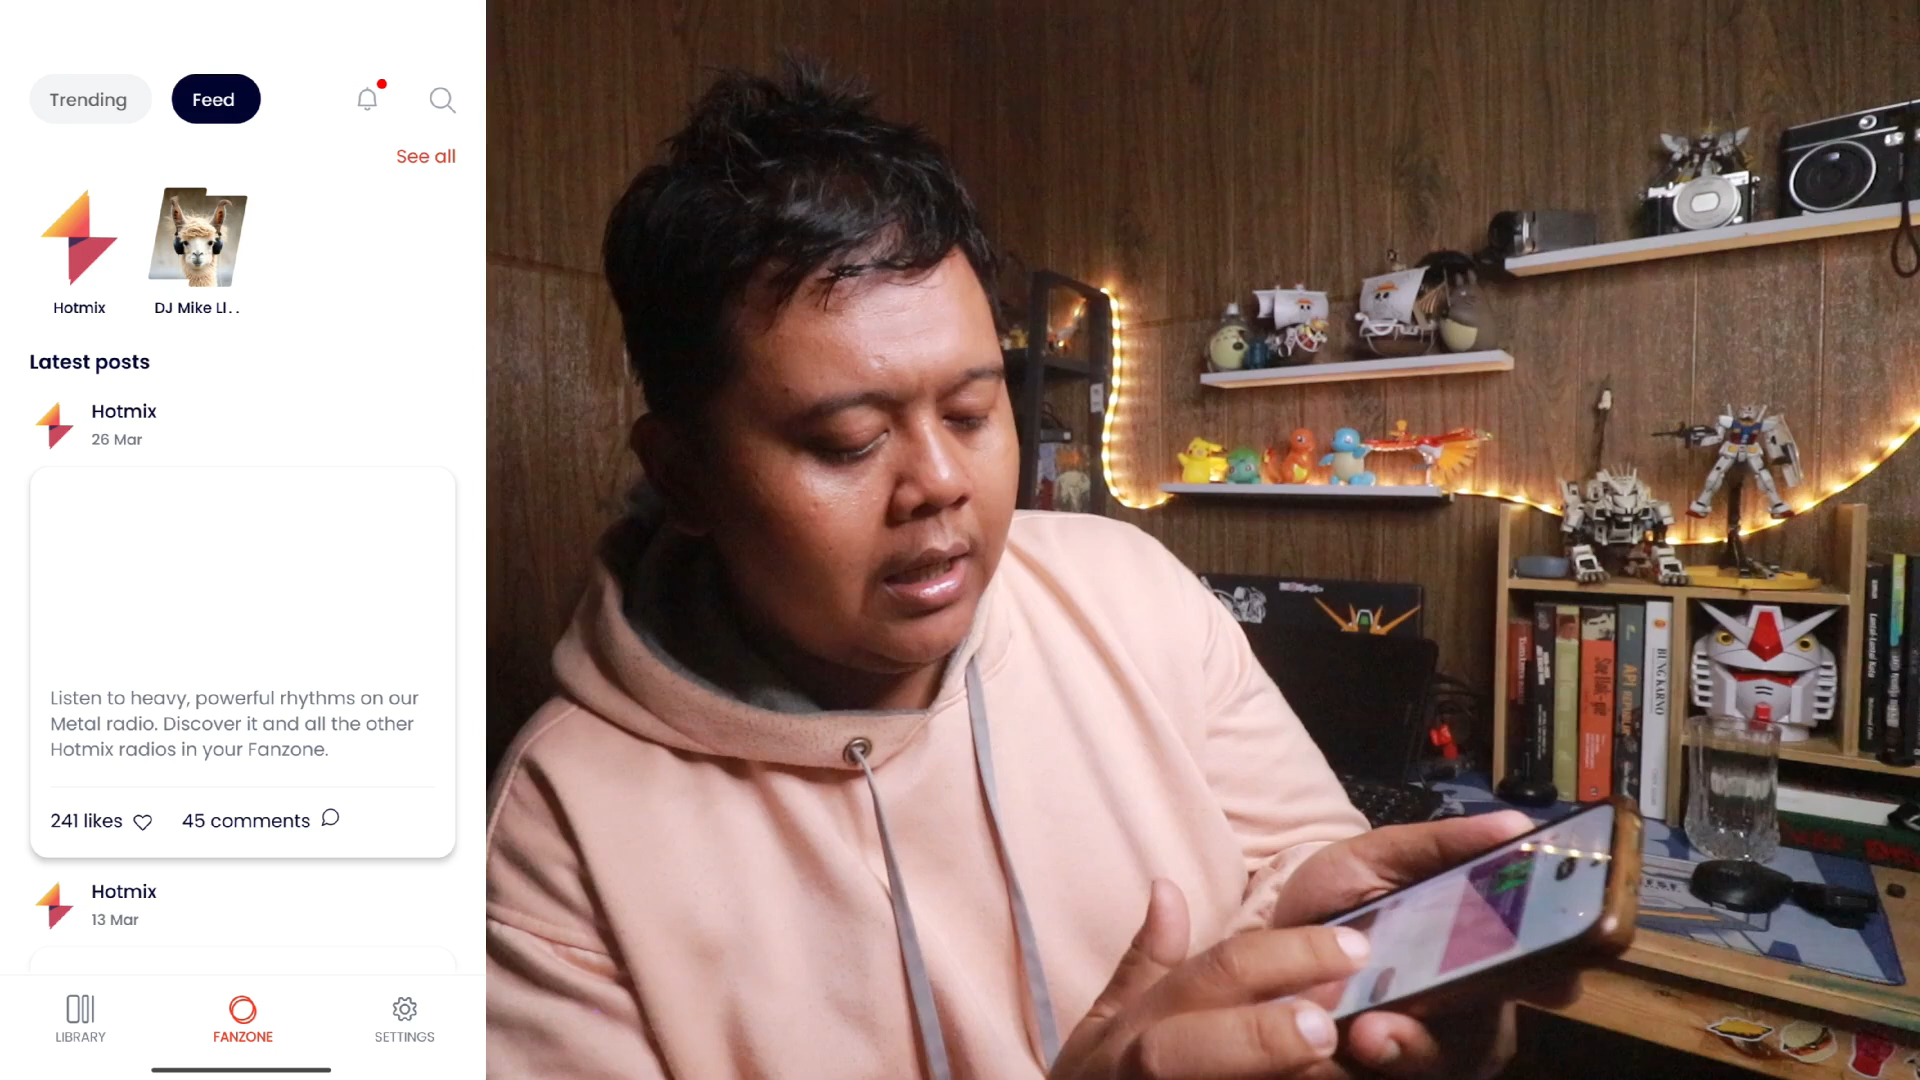 Trending
Feed
See all
Hotmix
DJ Mike Ll...
Latest posts
Hotmix
26 Mar
Listen to heavy, powerful rhythms on our
Metal radio. Discover it and all the other
Hotmix radios in your Fanzone.
241 likes
45 comments
Hotmix
13 Mar
LIBRARY
FANZONE
SETTINGS
BUNG KARNO